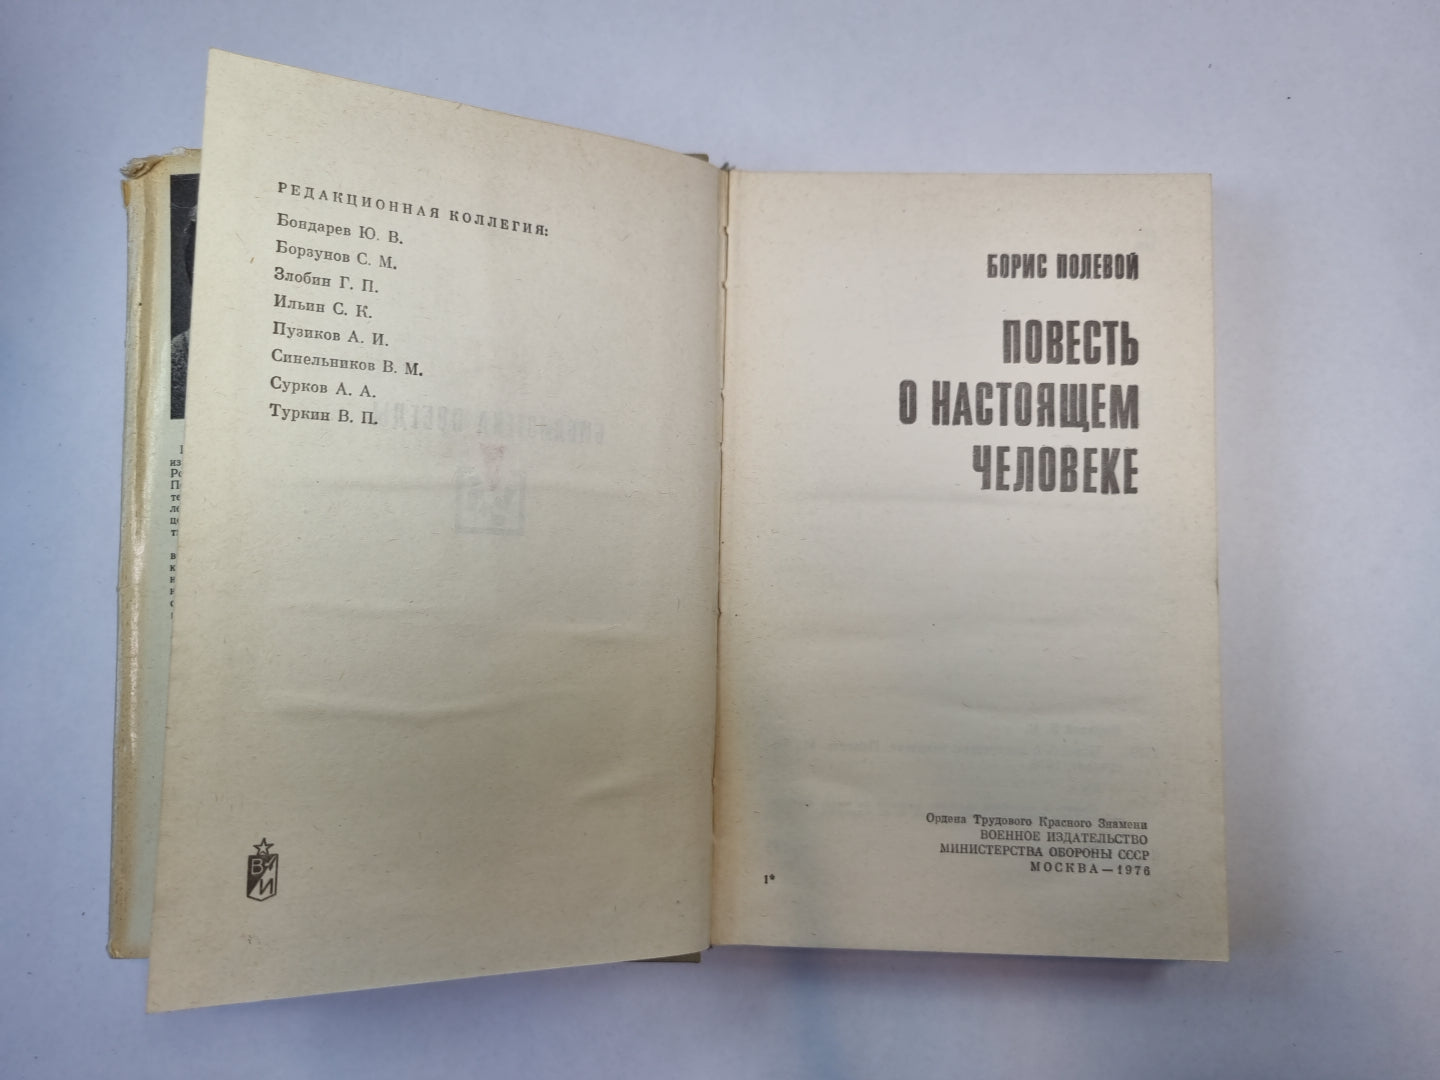 РЕДАКЦИОННАЯ КОЛЛЕГИЯ:
Бондарев Ю. В.
Борзунов С. М.
Злобин Г. П.
Ильин С. К.
Пузиков А. И.
Синельников В. М.
Сурков А. А.
Туркин В. П.
В
И
БОРИС ПОЛЕВОЙ
ПОВЕСТЬ
О НАСТОЯЩЕМ
ЧЕЛОВЕКЕ
Ордена Трудового Красного Знамени
ВОЕННОЕ ИЗДАТЕЛЬСТВО
МИНИСТЕРСТВА ОБОРОНЫ СССР
МОСКВА—1976
1*